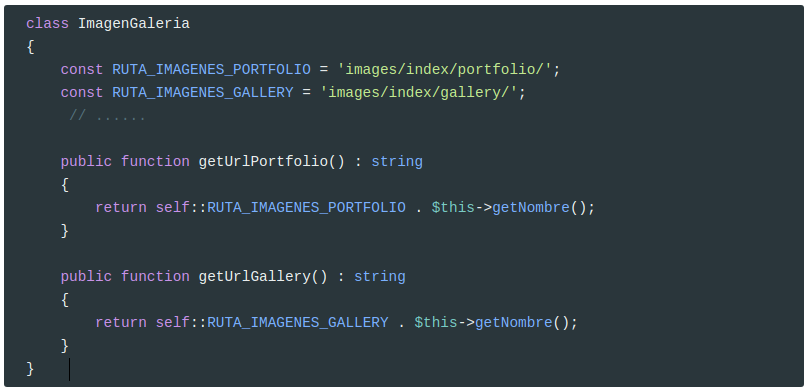 class ImagenGaleria
{
    const RUTA_IMAGENES_PORTFOLIO = 'images/index/portfolio/';
    const RUTA_IMAGENES_GALLERY = 'images/index/gallery/';
     // ......
    public function getUrlPortfolio() : string
    {
        return self::RUTA_IMAGENES_PORTFOLIO . $this->getNombre();
    }
    public function getUrlGallery() : string
    {
        return self::RUTA_IMAGENES_GALLERY . $this->getNombre();
    }
}